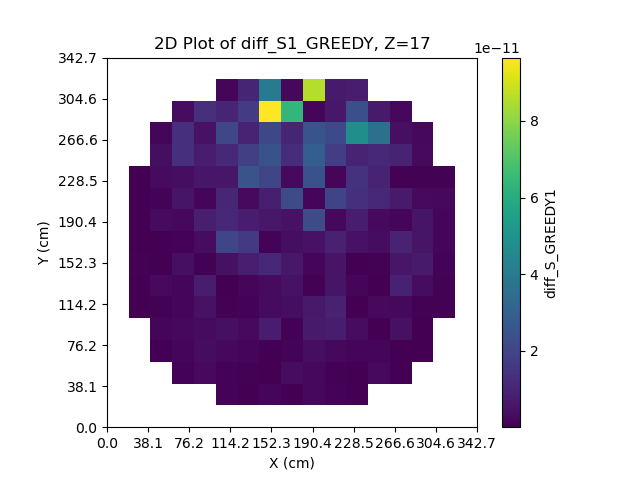 2D Plot of diff_S1_GREEDY, Z=17
1e−11
342.7
304.6
266.6
228.5
190.4
152.3
114.2
76.2
38.1
0.0
Y (cm)
0.0 38.1 76.2 114.2 152.3 190.4 228.5 266.6 304.6 342.7
X (cm)
8
6
4
2
diff_S_GREEDY1